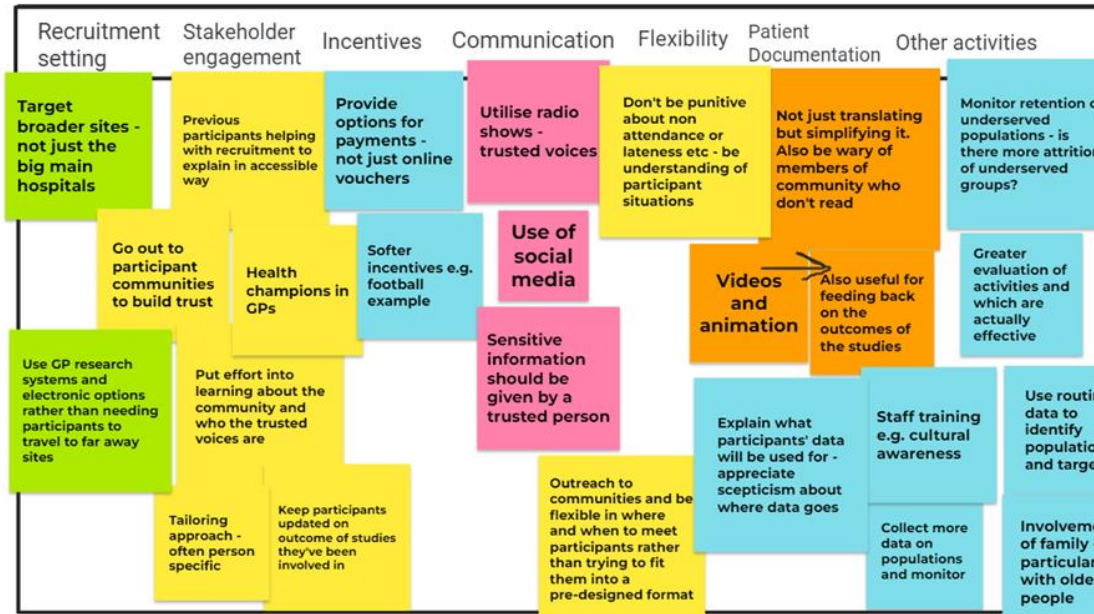 Recruitment
setting
Stakeholder
engagement
Incentives
Communication
Flexibility
Patient
Documentation
Other activities
Target
broader sites -
not just the
big main
hospitals
Previous
participants helping
with recruitment to
explain in accessible
way
Provide
options for
payments -
not just online
vouchers
Utilise radio
shows -
trusted voices
Don't be punitive
about non
attendance or
lateness etc - be
understanding of
participant
situations
Not just translating
but simplifying it.
Also be wary of
members of
community who
don't read
Monitor retention of
underserved
populations - is
there more attrition
of underserved
groups?
Go out to
participant
communities
to build trust
Health
champions in
GPs
Softer
incentives e.g.
football
example
Use of
social
media
Videos
and
animation
Also useful for
feeding back
on the
outcomes of
the studies
Greater
evaluation of
activities and
which are
actually
effective
Use GP research
systems and
electronic options
rather than needing
participants to
travel to far away
sites
Put effort into
learning about the
community and
who the trusted
voices are
Sensitive
information
should be
given by a
trusted person
Explain what
participants' data
will be used for -
appreciate
scepticism about
where data goes
Staff training
e.g. cultural
awareness
Use routin
data to
identify
populatio
and targe
Tailoring
approach -
often person
specific
Keep participants
updated on
outcome of studies
they've been
involved in
Outreach to
communities and be
flexible in where
and when to meet
participants rather
than trying to fit
them into a
pre-designed format
Collect more
data on
populations
and monitor
Involveme
of family
particular
with olde
people